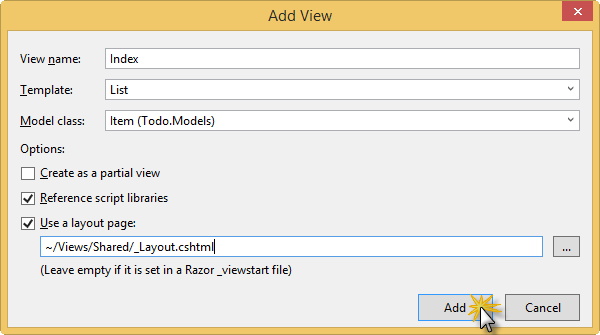 Add View
View name: Index
Template: List
Model class: Item (Todo.Models)
Options:
Create as a partial view
Reference script libraries
Use a layout page:
~/Views/Shared/_Layout.cshtml ...
(Leave empty if it is set in a Razor _viewstart file)
Add Cancel